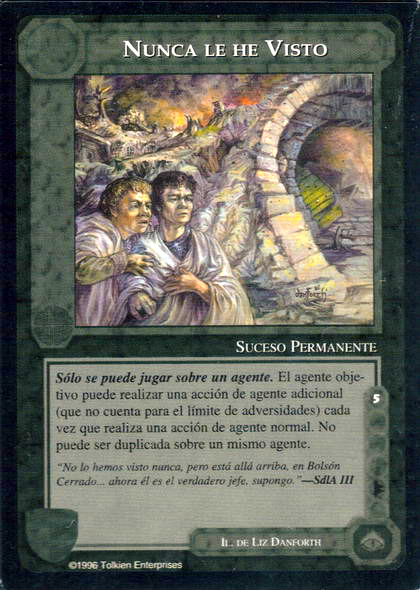 NUNCA LE HE VISTO
danforth
SUCESO PERMANENTE
Sólo se puede jugar sobre un agente. El agente obje-
tivo puede realizar una acción de agente adicional
(que no cuenta para el límite de adversidades) cada
vez que realiza una acción de agente normal. No
puede ser duplicada sobre un mismo agente.
5
“No lo hemos visto nunca, pero está allá arriba, en Bolsón
Cerrado... ahora él es el verdadero jefe, supongo.”—SdlA III
IL. DE LIZ DANFORTH
©1996 Tolkien Enterprises